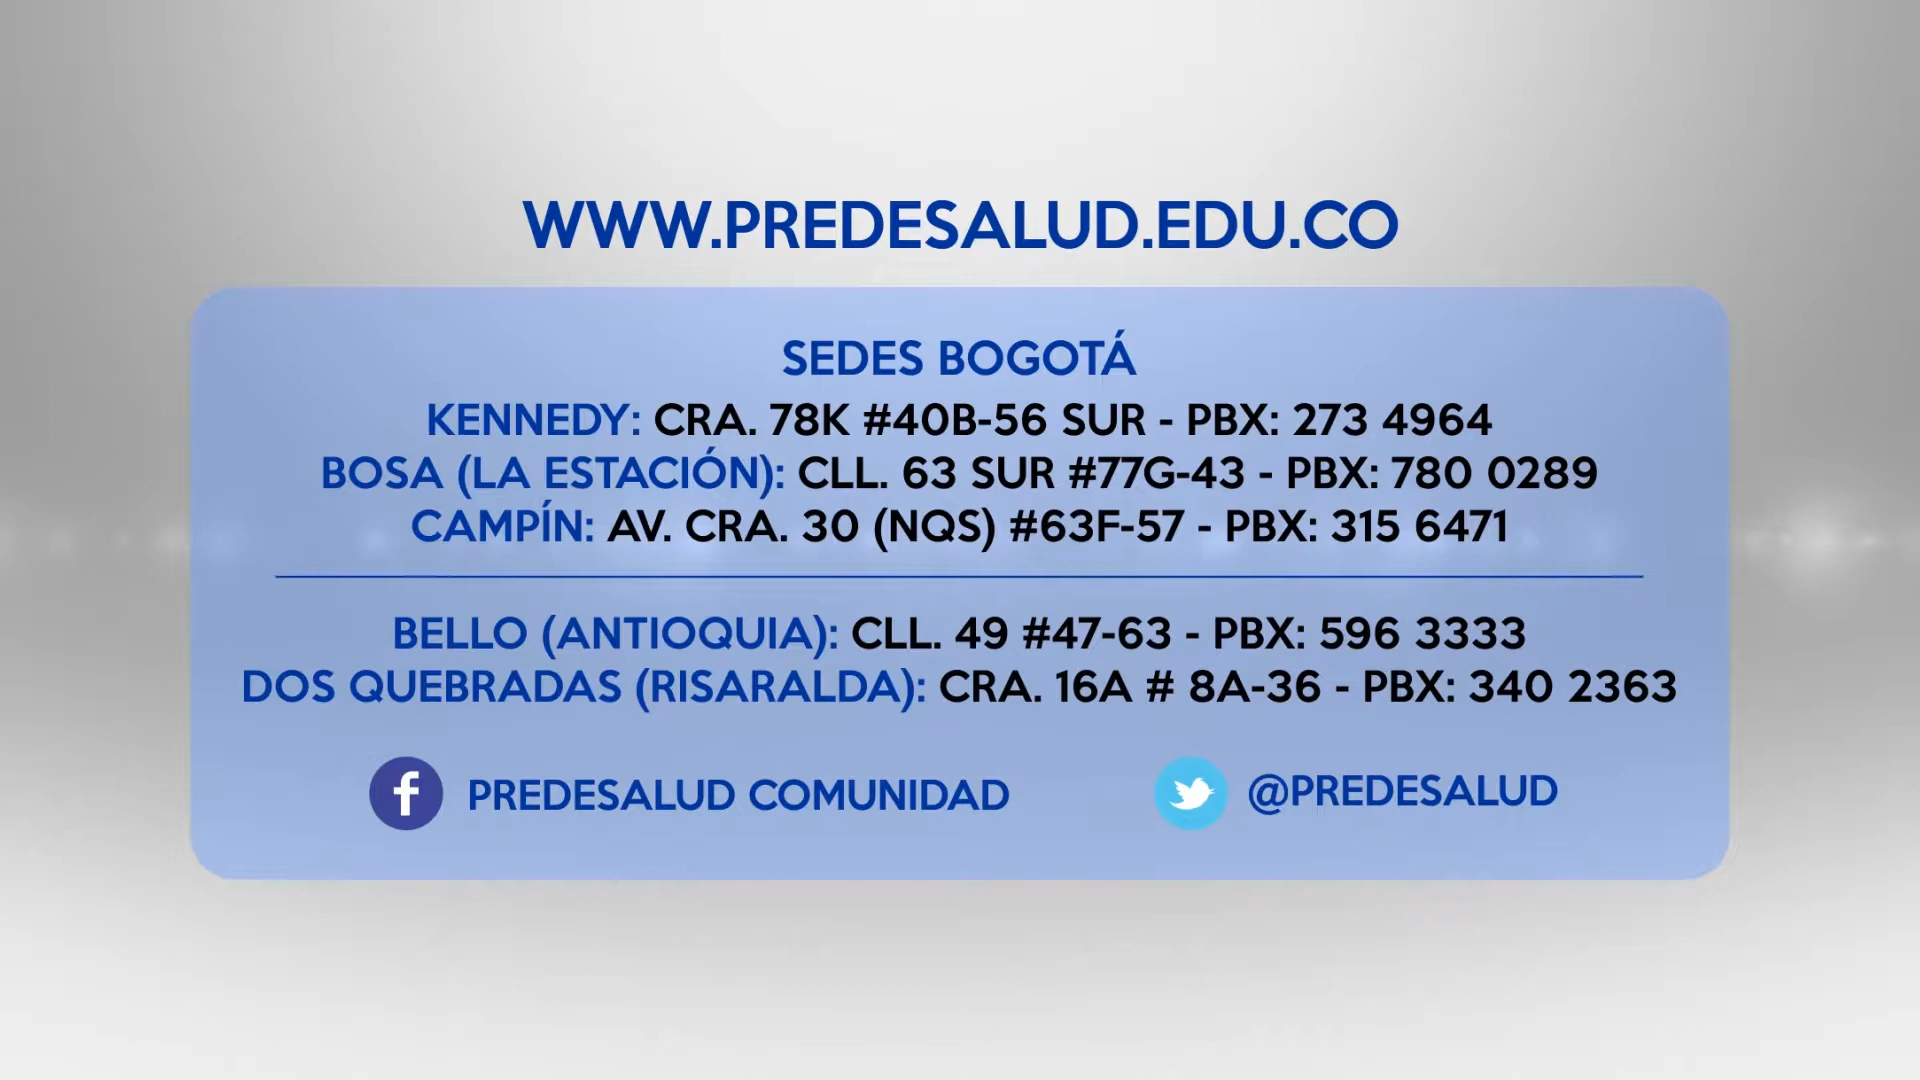 WWW.PREDESALUD.EDU.CO
SEDES BOGOTÁ
KENNEDY: CRA. 78K #40B-56 SUR - PBX: 273 4964
BOSA (LA ESTACIÓN): CLL. 63 SUR #77G-43 - PBX: 780 0289
CAMPÍN: AV. CRA. 30 (NQS) #63F-57 - PBX: 315 6471
BELLO (ANTIOQUIA): CLL. 49 #47-63 - PBX: 596 3333
DOS QUEBRADAS (RISARALDA): CRA. 16A # 8A-36 - PBX: 340 2363
PREDESALUD COMUNIDAD
@PREDESALUD